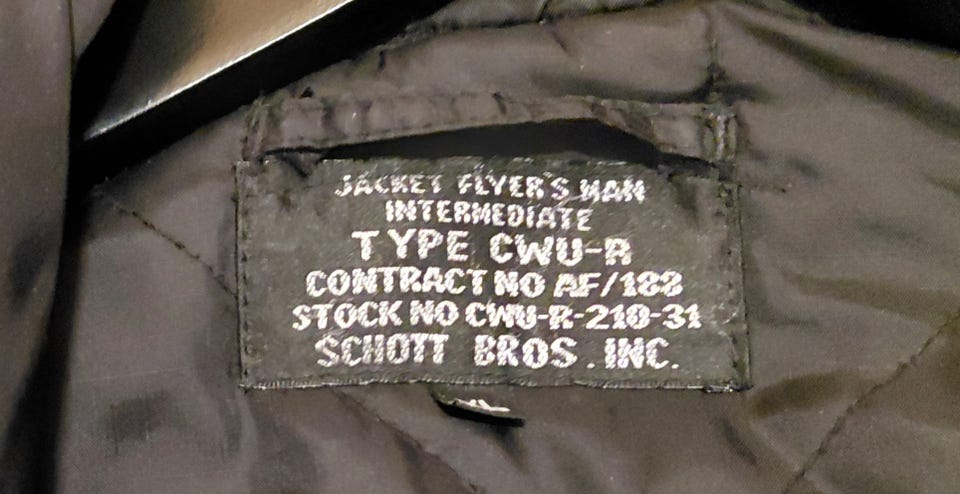 JACKET FLYER'S MAN
INTERMEDIATE
TYPE CWU-R
CONTRACT NO AF/188
STOCK NO CWU-R-210-31
SCHOTT BROS. INC.